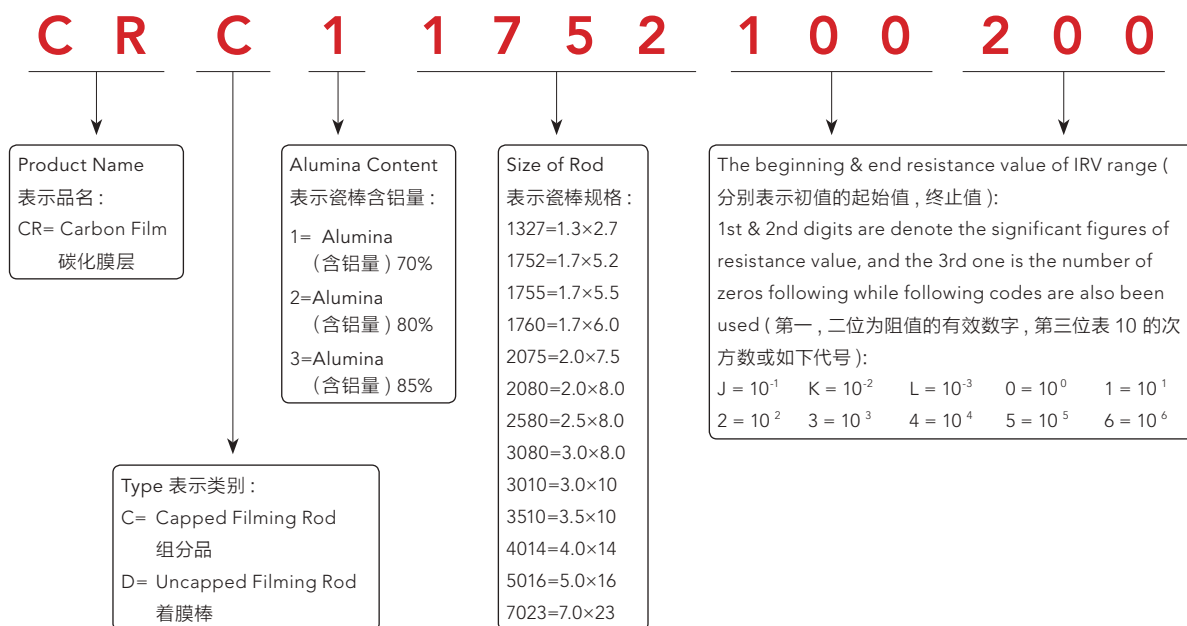 C R C 1 1 7 5 2 1 0 0 2 0 0
Product Name
表示品名 :
CR= Carbon Film
碳化膜层
Alumina Content
表示瓷棒含铝量 :
1= Alumina
(含铝量 ) 70%
2=Alumina
(含铝量 ) 80%
3=Alumina
(含铝量 ) 85%
Size of Rod
表示瓷棒规格 :
1327=1.3×2.7
1752=1.7×5.2
1755=1.7×5.5
1760=1.7×6.0
2075=2.0×7.5
2080=2.0×8.0
2580=2.5×8.0
3080=3.0×8.0
3010=3.0×10
3510=3.5×10
4014=4.0×14
5016=5.0×16
7023=7.0×23
The beginning & end resistance value of IRV range (
分别表示初值的起始值 , 终止值 ):
1st & 2nd digits are denote the significant figures of
resistance value, and the 3rd one is the number of
zeros following while following codes are also been
used ( 第一 , 二位为阻值的有效数字 , 第三位表 10 的次
方数或如下代号 ):
J = 10⁻¹ K = 10⁻² L = 10⁻³ 0 = 10⁰ 1 = 10¹
2 = 10² 3 = 10³ 4 = 10⁴ 5 = 10⁵ 6 = 10⁶
Type 表示类别 :
C= Capped Filming Rod
组分品
D= Uncapped Filming Rod
着膜棒